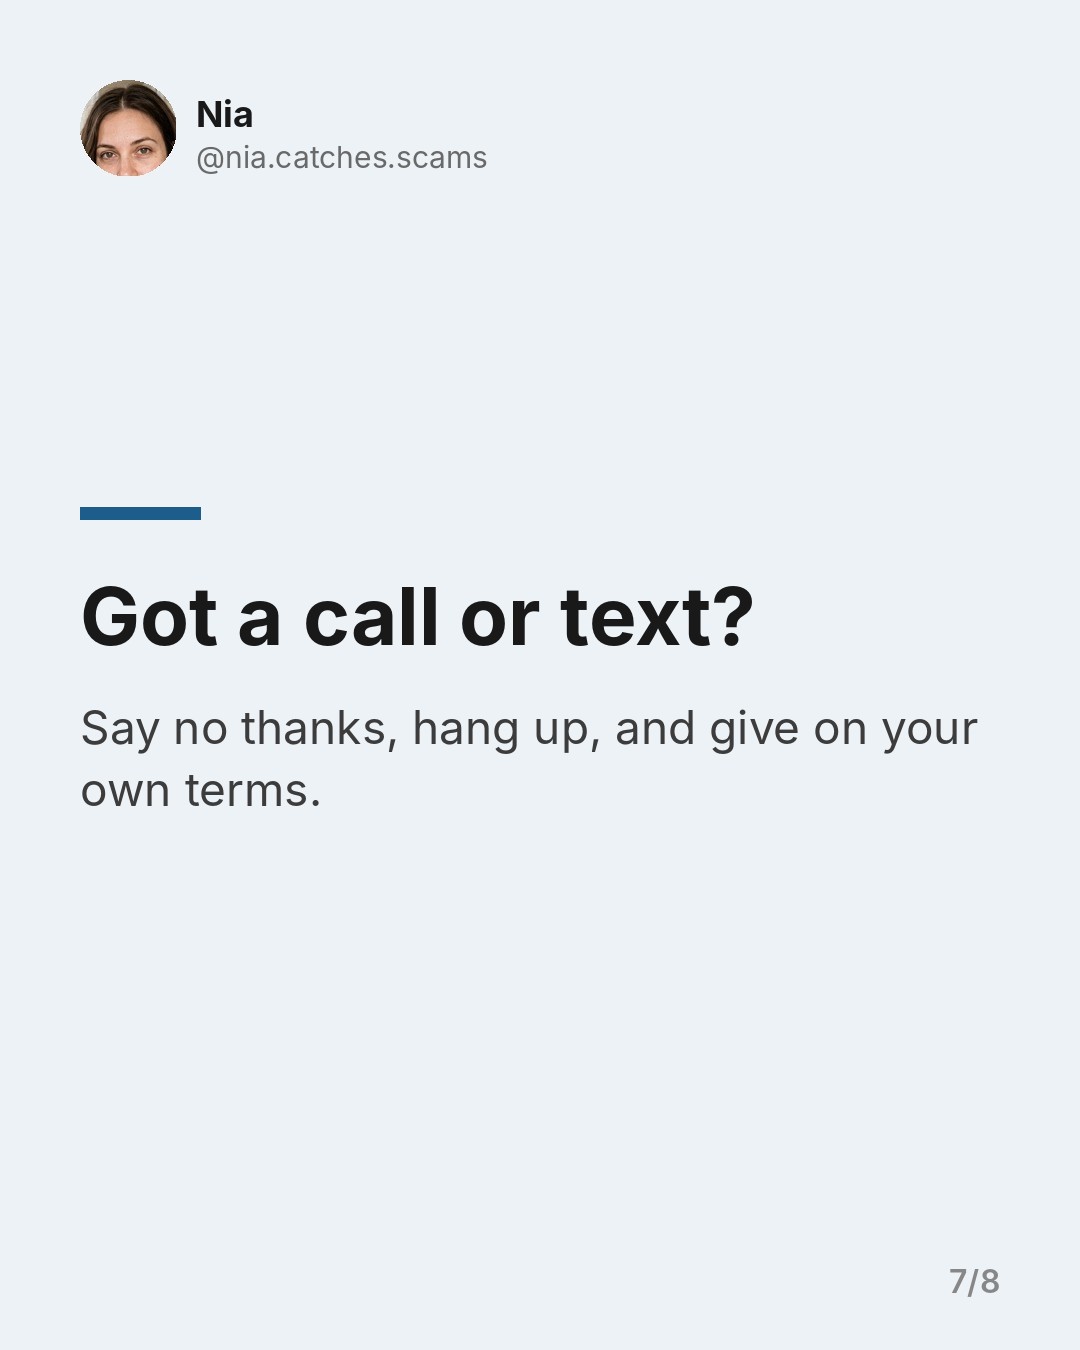 Nia
@nia.catches.scams
Got a call or text?
Say no thanks, hang up, and give on your
own terms.
7/8